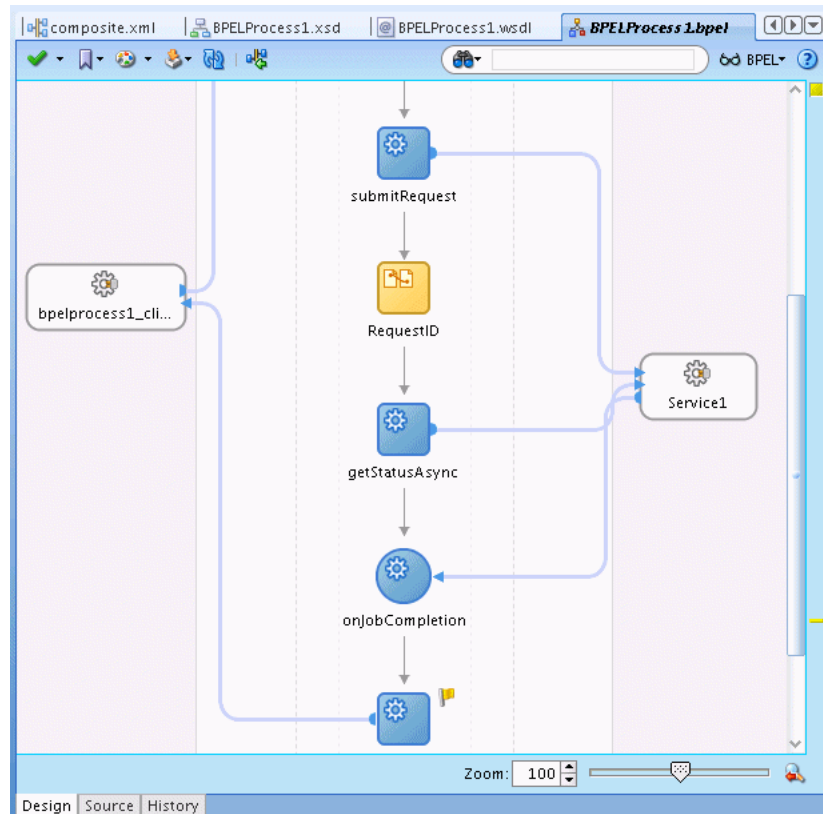 composite.xml BPELProcess1.xsd BPELProcess1.wsdl BPELProcess1.bpel
BPEL
submitRequest
bpelprocess1_cli...
RequestID
Service1
getStatusAsync
onJobCompletion
Zoom: 100
Design Source History